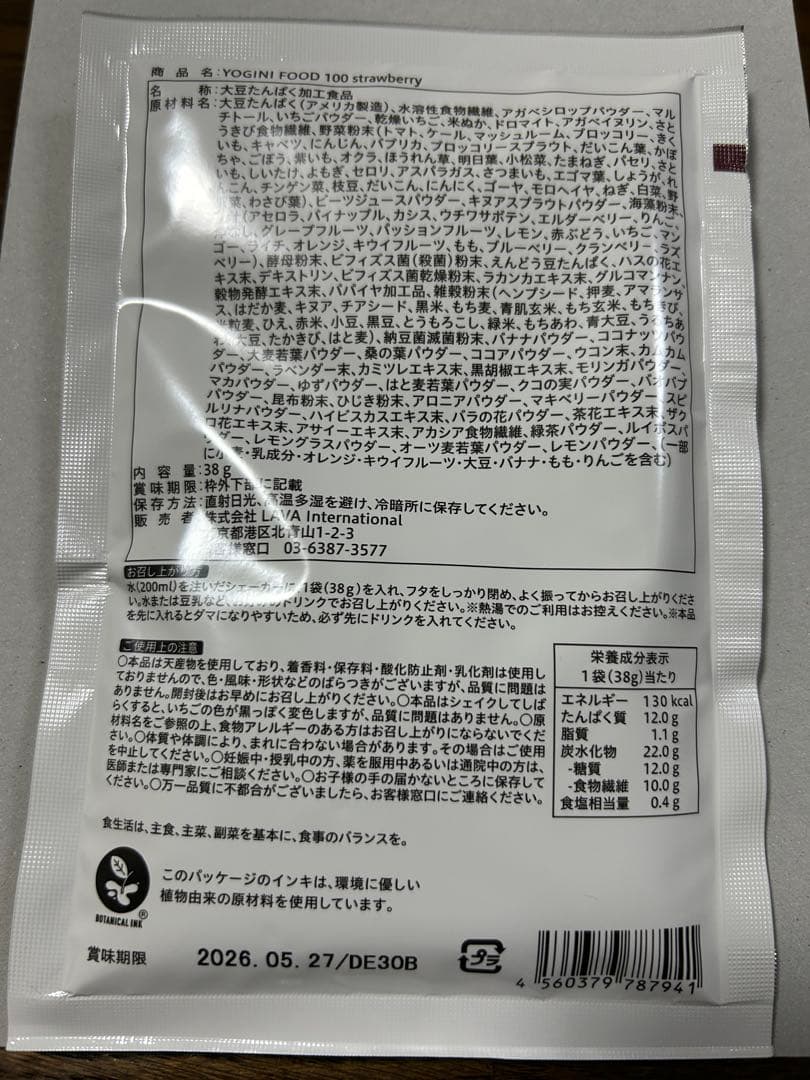 商品名:YOGINI FOOD 100 strawberry
名称:大豆たんぱく加工食品
原材料名:大豆たんぱく(アメリカ製造)、水溶性食物繊維、アガベシロップパウダー、マル
チトール、いちごパウダー、乾燥いちご、米ぬか、ドロマイト、アガベイヌリン、さと
うきび食物繊維、野菜粉末(トマト、ケール、マッシュルーム、ブロッコリー、きく
いも、キャベツ、にんじん、パプリカ、ブロッコリースプラウト、だいこん葉、かぼ
ちゃ、ごぼう、紫いも、オクラ、ほうれん草、明日葉、小松菜、たまねぎ、パセリ、さと
いも、しいたけ、よもぎ、セロリ、アスパラガス、さつまいも、エゴマ葉、しょうが、れ
んこん、チンゲン菜、枝豆、だいこん、にんにく、ゴーヤ、モロヘイヤ、ねぎ、白菜、野
菜、わさび葉)、ビーツジュースパウダー、キヌアスプラウトパウダー、海藻粉末、
(アセロラ、パイナップル、カシス、ウチワサボテン、エルダーベリー、りんご、
グレープフルーツ、パッションフルーツ、レモン、赤ぶどう、いちご、マン
ゴー、ライチ、オレンジ、キウイフルーツ、もも、ブルーベリー、クランベリー、ラズ
ベリー)、酵母粉末、ビフィズス菌(殺菌)粉末、えんどう豆たんぱく、ハスの花エ
キス末、デキストリン、ビフィズス菌乾燥粉末、ラカンカエキス末、グルコマンナン、
穀物発酵エキス末、パパイヤ加工品、雑穀粉末(ヘンプシード、押麦、アマランサ
ス、はだか麦、キヌア、チアシード、黒米、もち麦、青肌玄米、もち玄米、もちきび、
米粒麦、ひえ、赤米、小豆、黒豆、とうもろこし、緑米、もちあわ、青大豆、うるちあ
わ、大豆、たかきび、はと麦)、納豆菌滅菌粉末、バナナパウダー、ココナッツパウ
ダー、大麦若葉パウダー、桑の葉パウダー、ココアパウダー、ウコン末、カムカム
パウダー、ラベンダー末、カミツレエキス末、黒胡椒エキス末、モリンガパウダー、
マカパウダー、ゆずパウダー、はと麦若葉パウダー、クコの実パウダー、バオバブ
パウダー、昆布粉末、ひじき粉末、アロニアパウダー、マキベリーパウダー、スピ
ルリナパウダー、ハイビスカスエキス末、バラの花パウダー、茶花エキス末、ザク
ロ花エキス末、アサイーエキス末、アカシア食物繊維、緑茶パウダー、ルイボスパ
ウダー、レモングラスパウダー、オーツ麦若葉パウダー、レモンパウダー、(一部
に小麦・乳成分・オレンジ・キウイフルーツ・大豆・バナナ・もも・りんごを含む)
内容量:38g
賞味期限:枠外下部に記載
保存方法:直射日光、高温多湿を避け、冷暗所に保存してください。
販売者:株式会社 LAVA International
東京都港区北青山1-2-3
お客様窓口 03-6387-3577
お召し上がり方
水(200ml)を注いだシェーカーに、1袋(38g)を入れ、フタをしっかり閉め、よく振ってからお召し上がりくださ
い。水または豆乳など、お好みのドリンクでお召し上がりください。※熱湯でのご利用はお控えください。※本品
を先に入れるとダマになりやすいため、必ず先にドリンクを入れてください。
ご使用上の注意
〇本品は天産物を使用しており、着香料・保存料・酸化防止剤・乳化剤は使用し
ておりませんので、色・風味・形状などのばらつきがございますが、品質に問題は
ありません。開封後はお早めにお召し上がりください。〇本品はシェイクしてしば
らくすると、いちごの色が黒っぽく変色しますが、品質に問題はありません。〇原
材料名をご参照の上、食物アレルギーのある方はお召し上がりにならないでくだ
さい。〇体質や体調により、まれに合わない場合があります。その場合はご使用
を中止してください。〇妊娠中・授乳中の方、薬を服用中あるいは通院中の方は、
医師または専門家にご相談ください。〇お子様の手の届かないところに保存して
ください。〇万一品質に不都合がございましたら、お客様窓口にご連絡ください。
栄養成分表示
1袋(38g)当たり
エネルギー 130 kcal
たんぱく質 12.0 g
脂質 1.1 g
炭水化物 22.0 g
-糖質 12.0 g
-食物繊維 10.0 g
食塩相当量 0.4 g
食生活は、主食、主菜、副菜を基本に、食事のバランスを。
BOTANICAL INK®
このパッケージのインキは、環境に優しい
植物由来の原材料を使用しています。
賞味期限 2026.05.27/DE30B
プラ
4 560379 787941